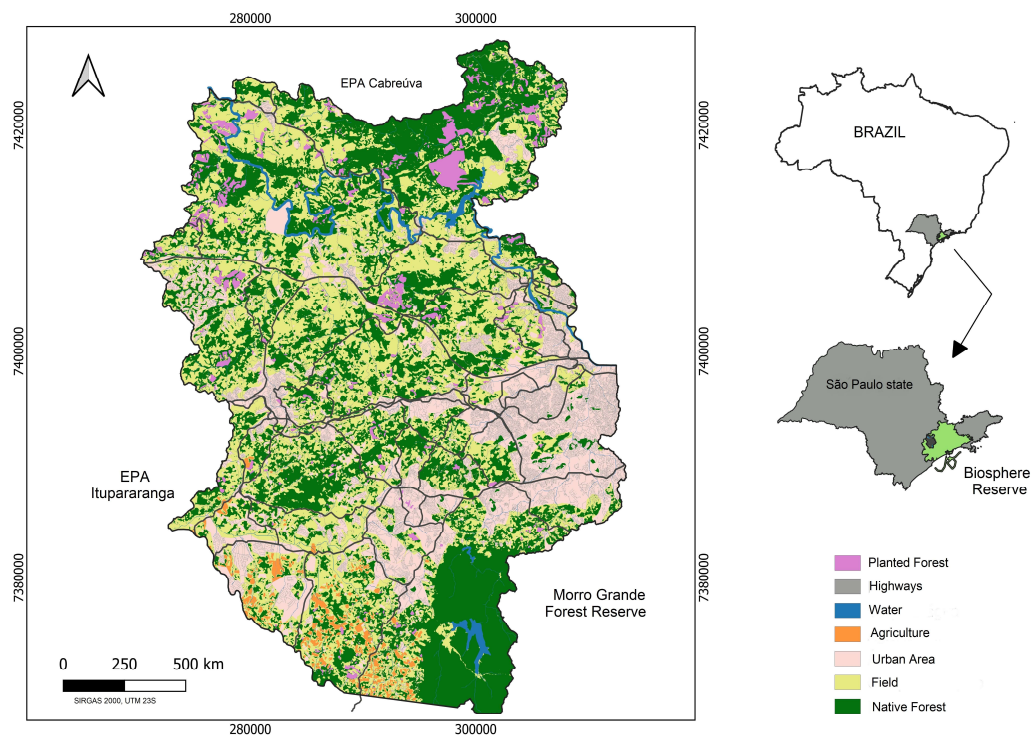 280000
300000
EPA Cabreúva
7420000
7420000
BRAZIL
7400000
7400000
São Paulo state
EPA
Itupararanga
Biosphere
Reserve
7380000
7380000
Morro Grande
Forest Reserve
Planted Forest
Highways
Water
Agriculture
Urban Area
Field
Native Forest
0 250 500 km
SIRGAS 2000, UTM 23S
280000
300000